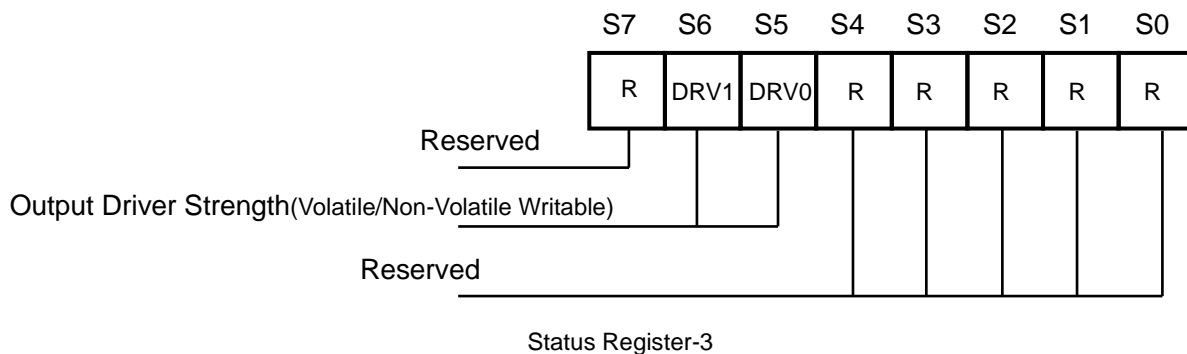 S7 S6 S5 S4 S3 S2 S1 S0
R DRV1 DRV0 R R R R R
Reserved
Output Driver Strength(Volatile/Non-Volatile Writable)
Reserved
Status Register-3